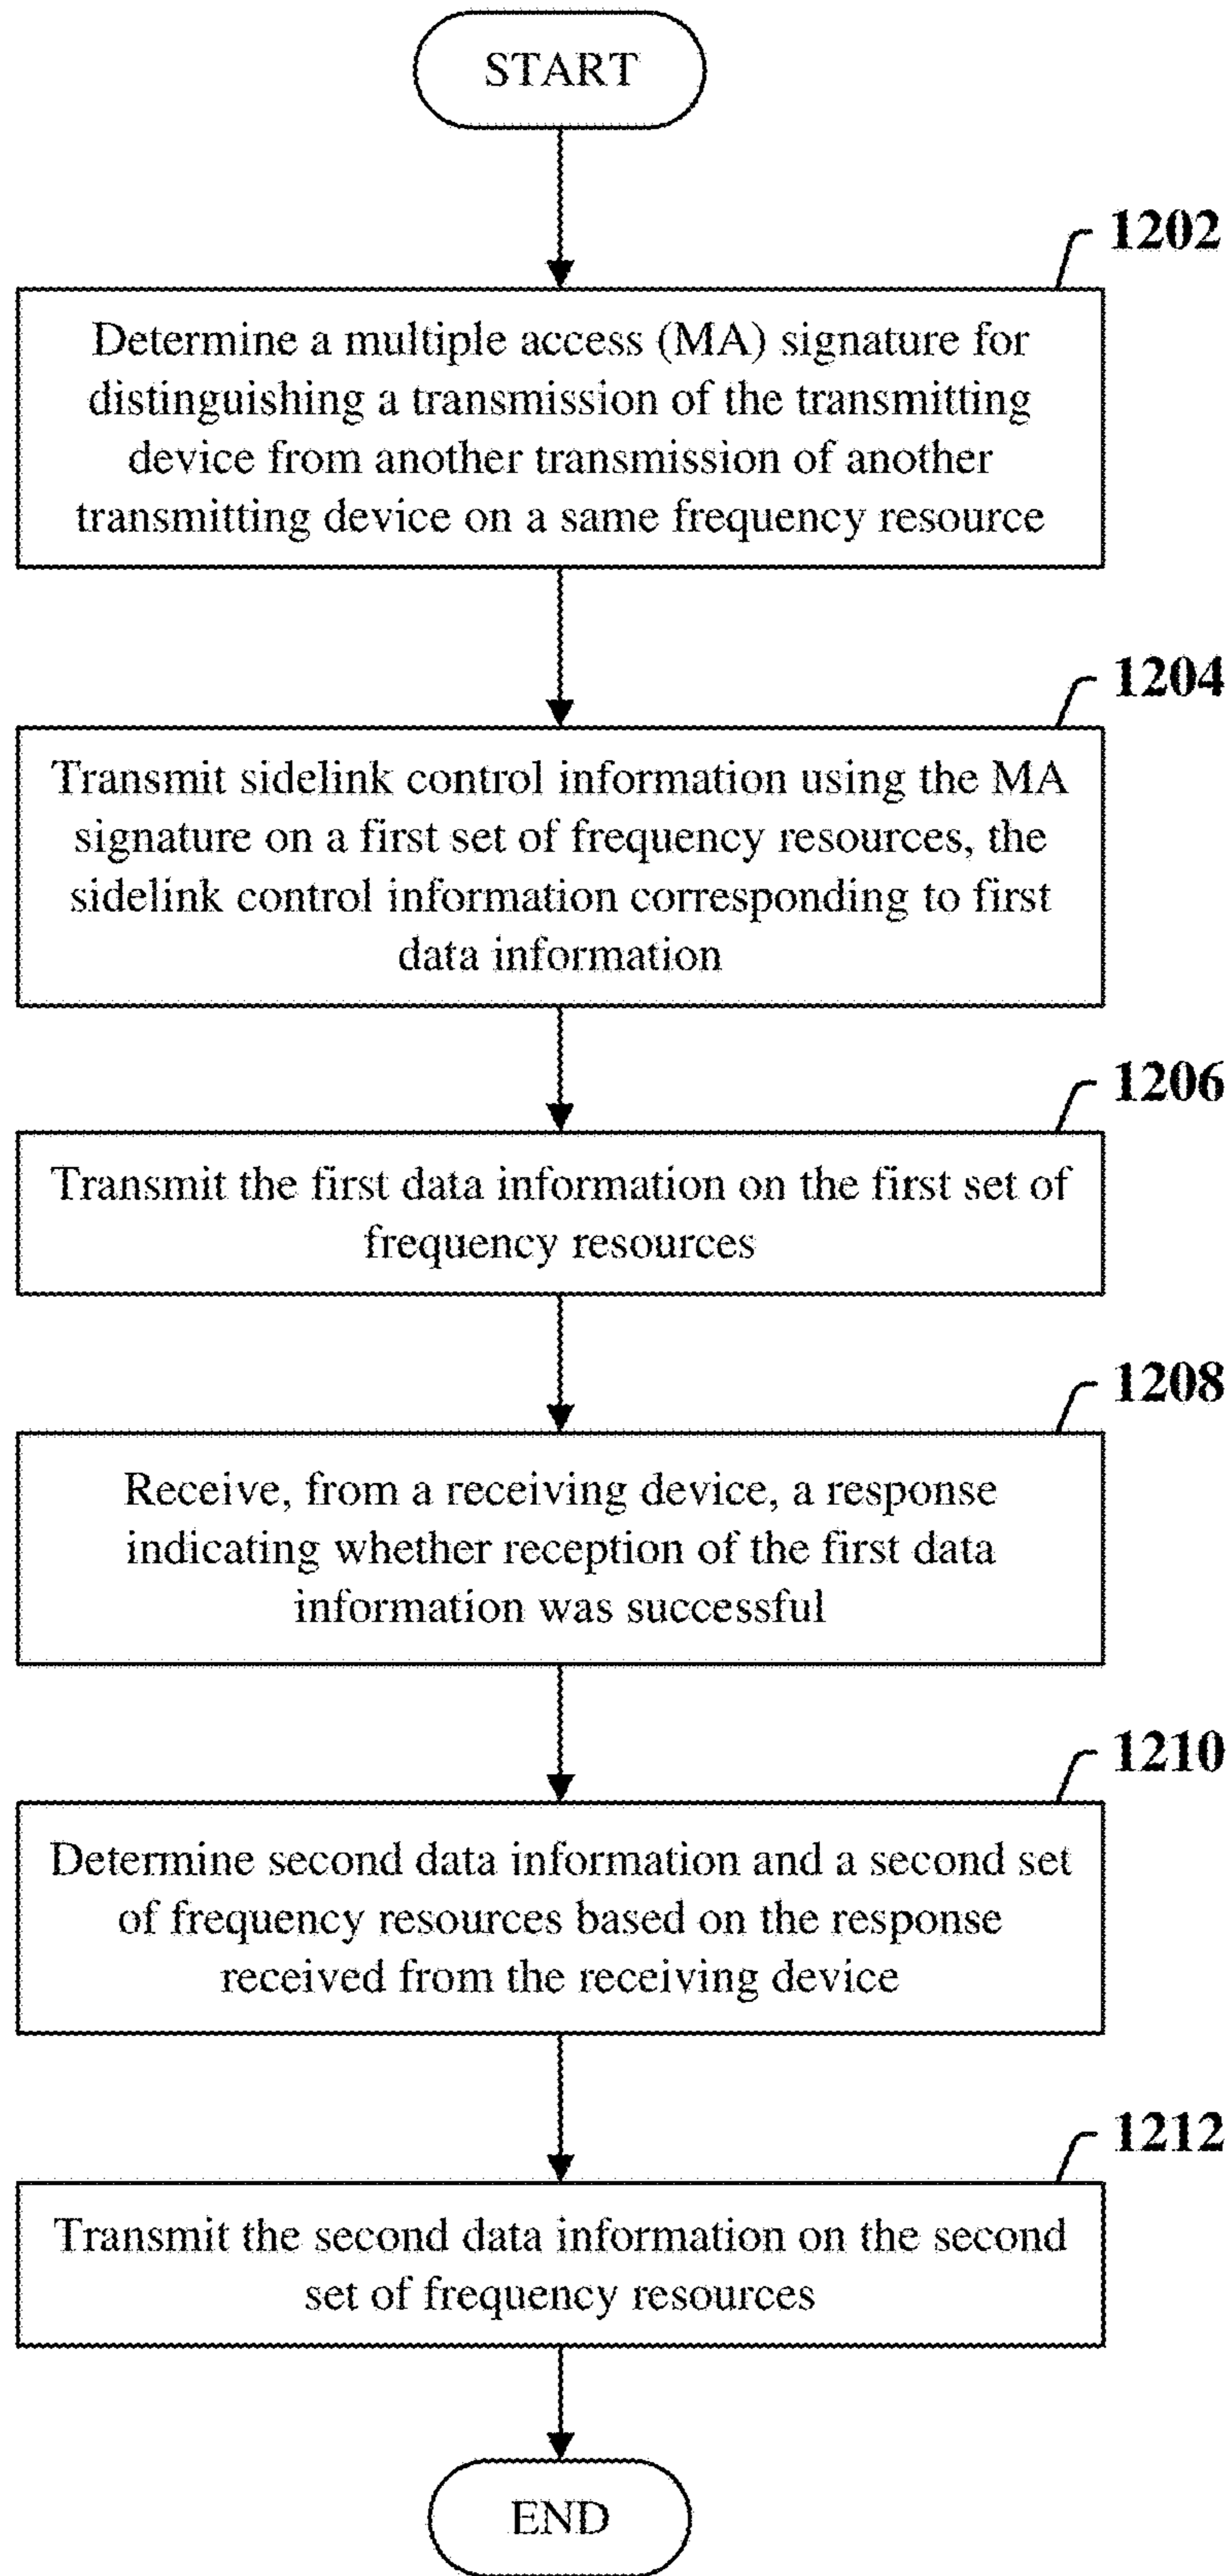 START
1202
Determine a multiple access (MA) signature for
distinguishing a transmission of the transmitting
device from another transmission of another
transmitting device on a same frequency resource
1204
Transmit sidelink control information using the MA
signature on a first set of frequency resources, the
sidelink control information corresponding to first
data information
1206
Transmit the first data information on the first set of
frequency resources
1208
Receive, from a receiving device, a response
indicating whether reception of the first data
information was successful
1210
Determine second data information and a second set
of frequency resources based on the response
received from the receiving device
1212
Transmit the second data information on the second
set of frequency resources
END